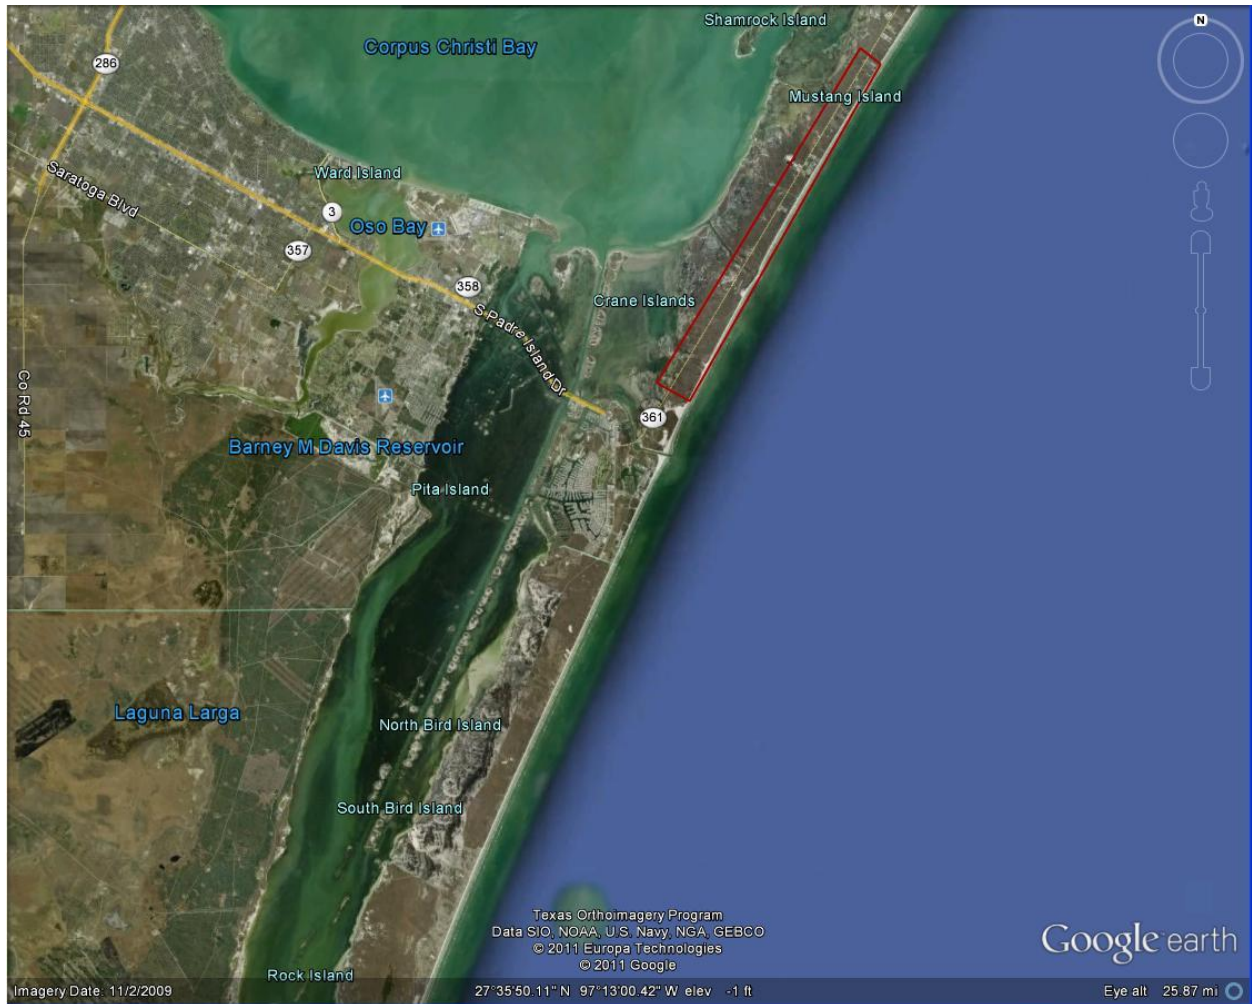 Shamrock Island
N
Corpus Christi Bay
286
Mustang Island
Ward Island
Saratoga Blvd
3
Oso Bay
357
358
Crane Islands
S Padre Island Dr
Co Rd 45
361
Barney M Davis Reservoir
Pita Island
Laguna Larga
North Bird Island
South Bird Island
Texas Orthoimagery Program
Data SIO, NOAA, U.S. Navy, NGA, GEBCO
© 2011 Europa Technologies
© 2011 Google
Google earth
Rock Island
Imagery Date: 11/2/2009
27°35'50.11" N 97°13'00.42" W elev -1 ft
Eye alt 25.87 mi